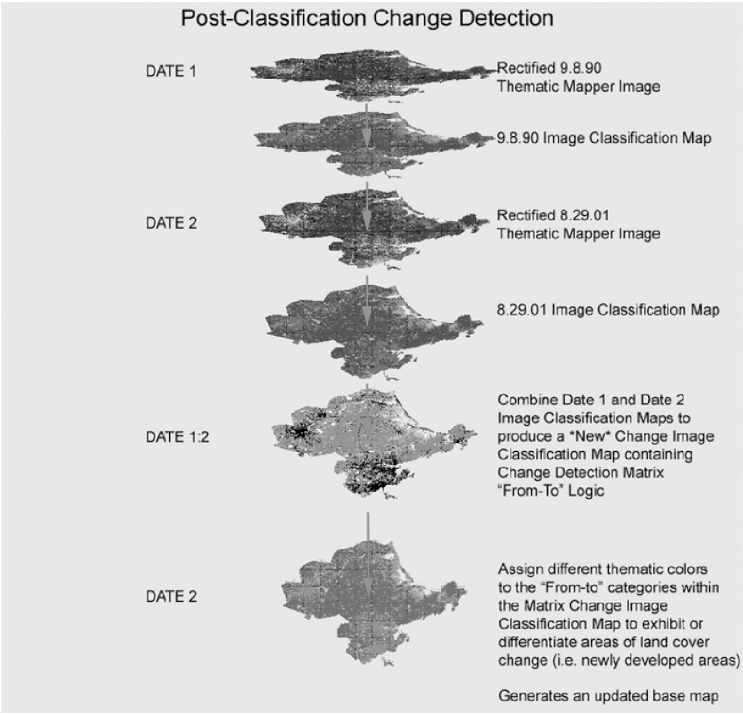 Post-Classification Change Detection
DATE 1
Rectified 9.8.90
Thematic Mapper Image
9.8.90 Image Classification Map
DATE 2
Rectified 8.29.01
Thematic Mapper Image
8.29.01 Image Classification Map
DATE 1:2
Combine Date 1 and Date 2
Image Classification Maps to
produce a *New* Change Image
Classification Map containing
Change Detection Matrix
“From-To” Logic
DATE 2
Assign different thematic colors
to the “From-to” categories within
the Matrix Change Image
Classification Map to exhibit or
differentiate areas of land cover
change (i.e. newly developed areas)
Generates an updated base map